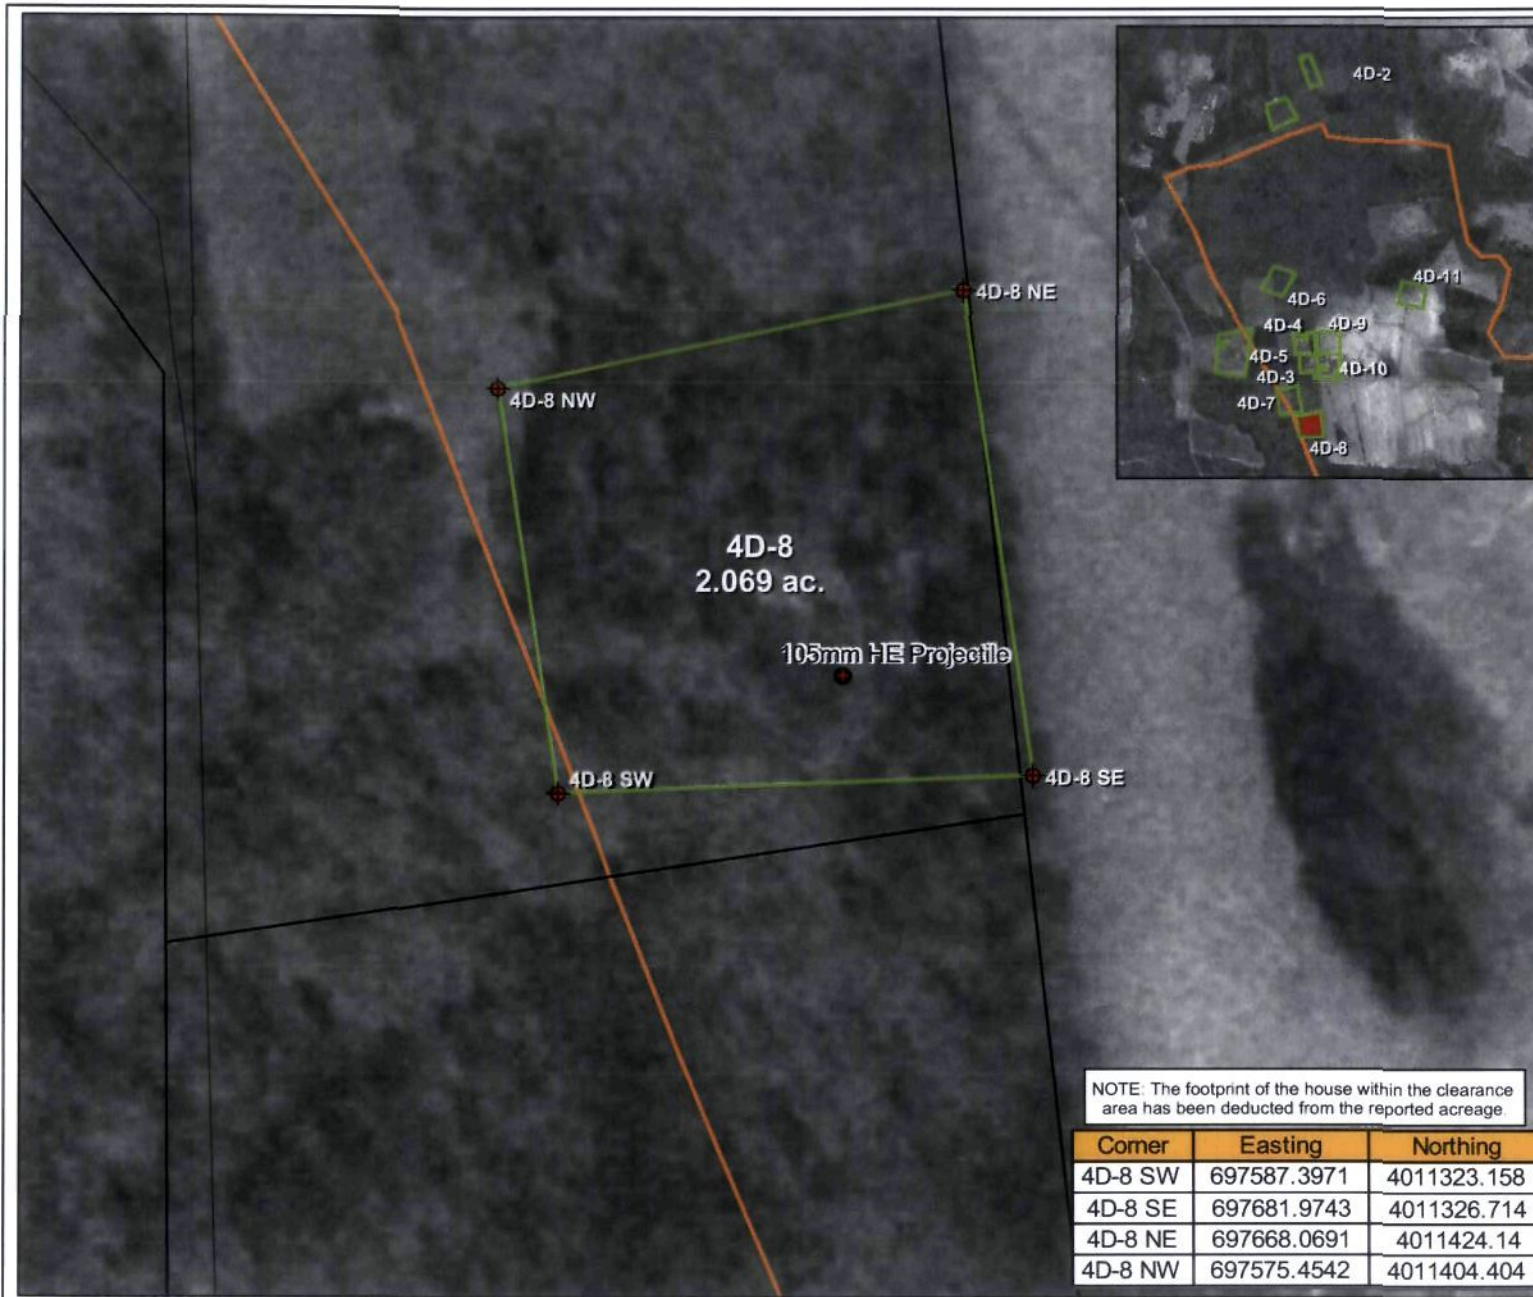 4D-2
4D-11
4D-6
4D-4
4D-9
4D-5
4D-10
4D-3
4D-7
4D-8
4D-8 NE
4D-8 NW
4D-8
2.069 ac.
105mm HE Projectile
4D-8 SW
4D-8 SE
NOTE: The footprint of the house within the clearance
area has been deducted from the reported acreage.
Corner Easting Northing
4D-8 SW 697587.3971 4011323.158
4D-8 SE 697681.9743 4011326.714
4D-8 NE 697668.0691 4011424.14
4D-8 NW 697575.4542 4011404.404